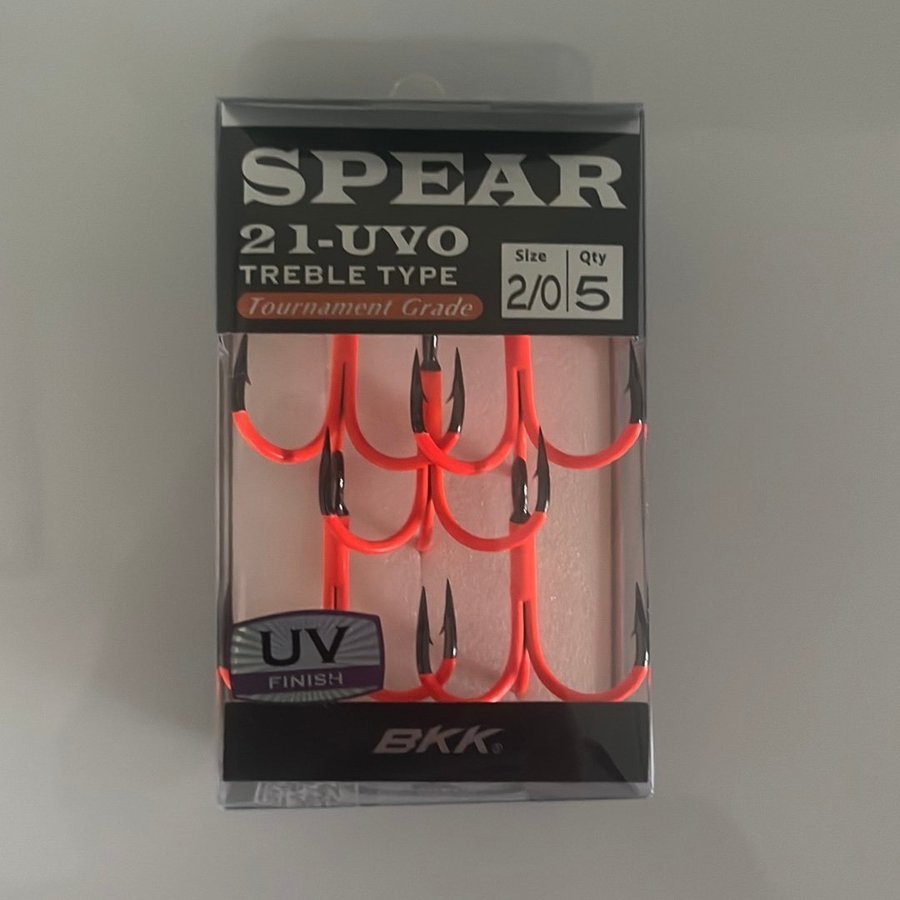 SPEAR
21-UVO
TREBLE TYPE
Tournament Grade
Size Qty
2/0 5
UV
FINISH
BKK®